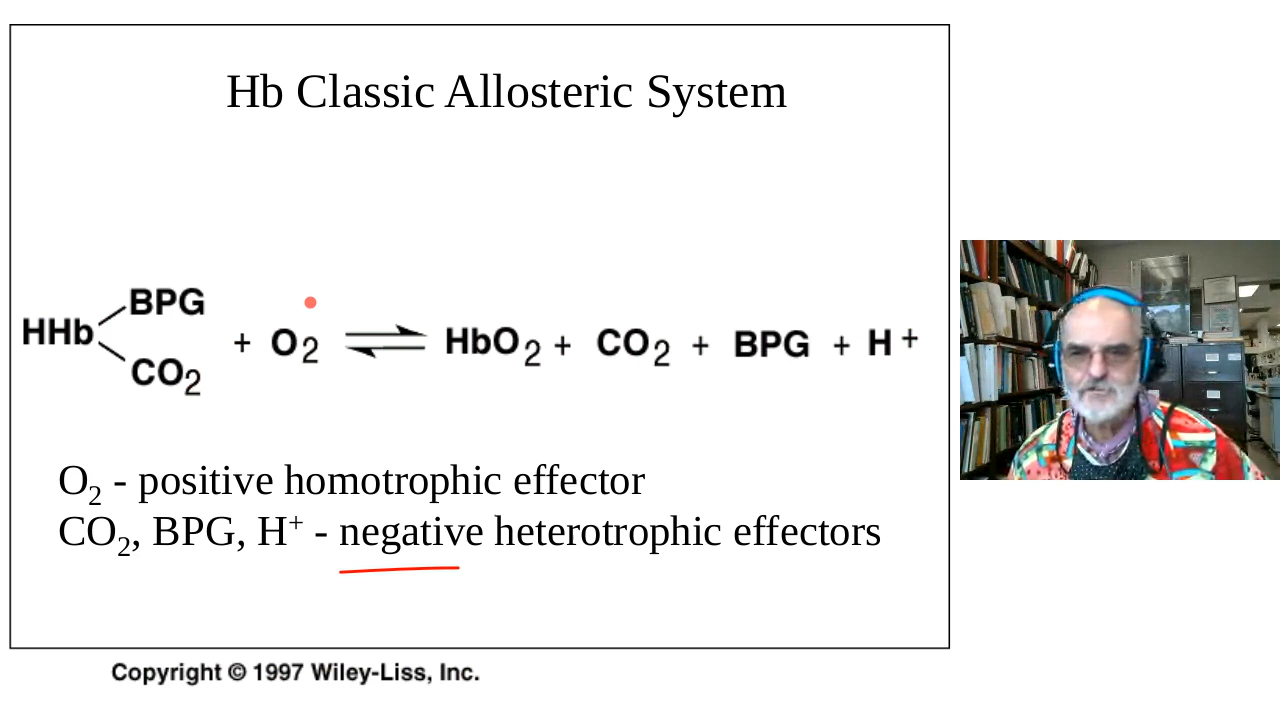 Hb Classic Allosteric System
BPG
HHb + O2 ⇌ HbO2 + CO2 + BPG + H+
CO2
O2 - positive homotrophic effector
CO2, BPG, H+ - negative heterotrophic effectors
Copyright © 1997 Wiley-Liss, Inc.